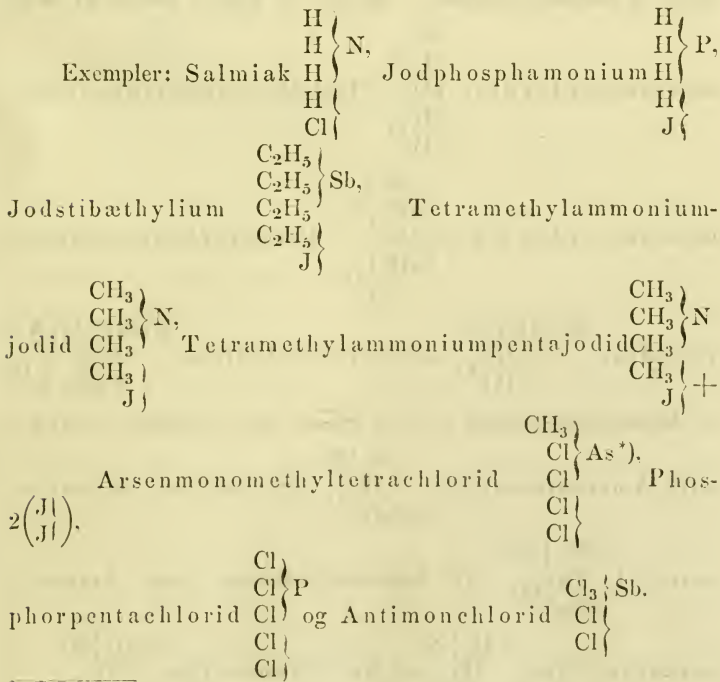 H
H
Exempler: Salmiak H } N, Jodphosphamonium H } P,
H H
Cl J
C₂H₅
C₂H₅ } Sb,
Jodstibæthylium C₂H₅ Tetramethylammonium-
C₂H₅
J
CH₃ CH₃
CH₃ } N, CH₃ } N
jodid CH₃ Tetramethylammoniumpentajodid CH₃
CH₃ CH₃
J J +
CH₃
Cl } As*),
Arsenmonomethyltetrachlorid Cl Phos-
2(J J). Cl
Cl
Cl
Cl } P Cl₃ } Sb.
phorpentachlorid Cl og Antimonchlorid Cl
Cl Cl
Cl